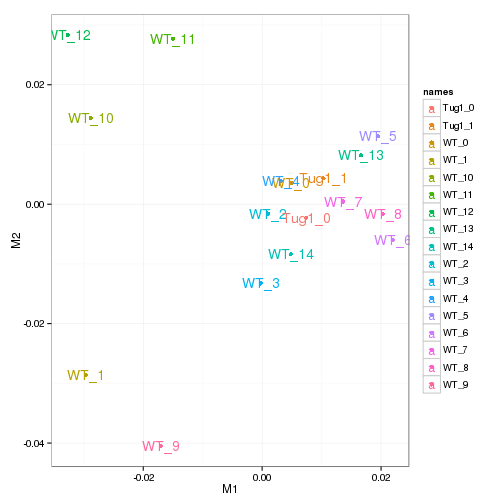 WT_12
WT_11
names
Tug1_0
Tug1_1
WT_0
WT_1
WT_10
WT_11
WT_12
WT_13
WT_14
WT_2
WT_3
WT_4
WT_5
WT_6
WT_7
WT_8
WT_9
0.02
WT_10
WT_5
WT_13
WT_4
WT_0
Tug1_1
0.00
WT_7
WT_2
Tug1_0
WT_8
M2
WT_6
WT_14
WT_3
-0.02
WT_1
-0.04
WT_9
-0.02
0.00
0.02
M1